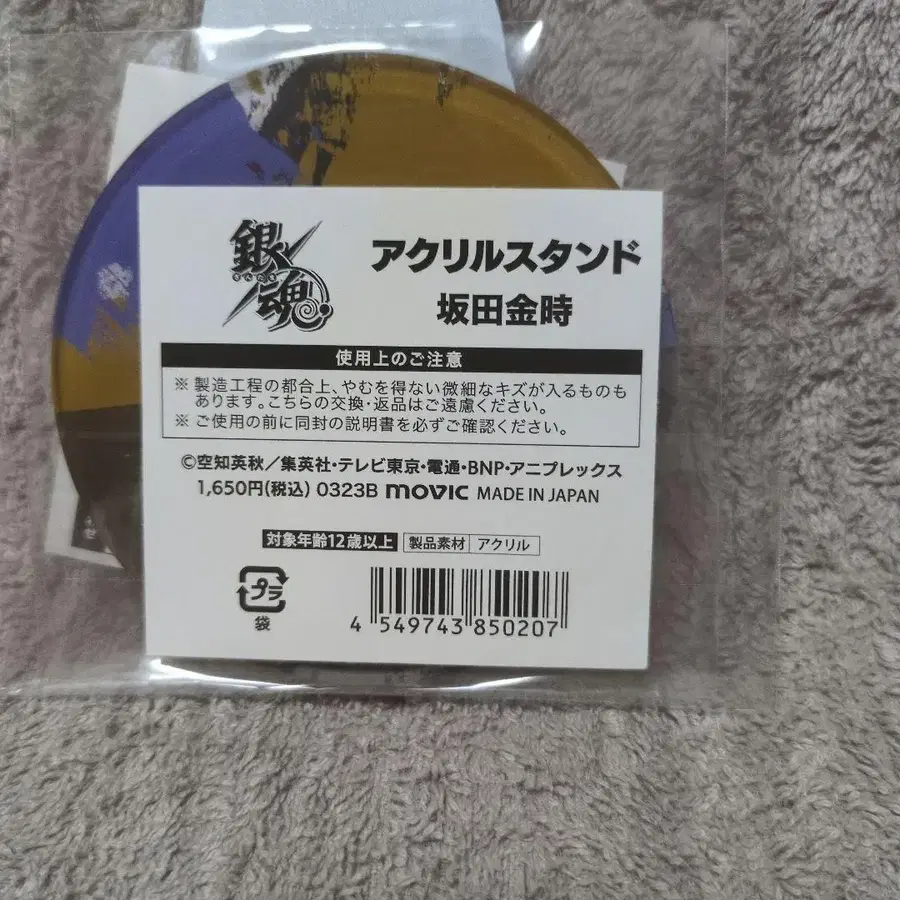 銀魂
ぎんたま
アクリルスタンド
坂田金時
使用上のご注意
※ 製造工程の都合上、やむを得ない微細なキズが入るものも
あります。こちらの交換・返品はご遠慮ください。
※ ご使用の前に同封の説明書を必ずご確認ください。
©空知英秋／集英社・テレビ東京・電通・BNP・アニプレックス
1,650円(税込) 0323B movic MADE IN JAPAN
対象年齢12歳以上 製品素材 アクリル
プラ
袋
4 549743 850207